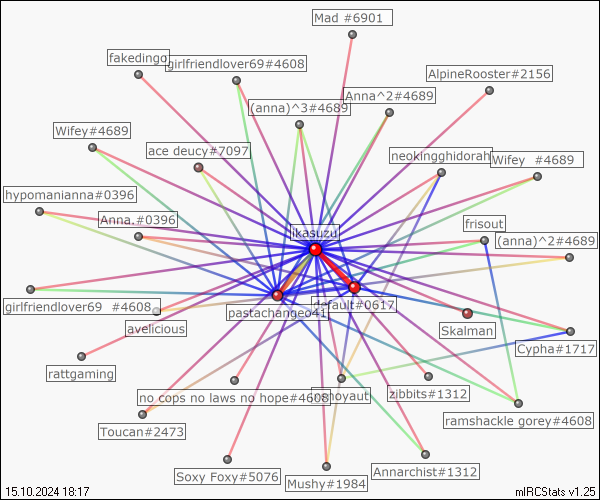 Mad #6901
fakedingo
girlfriendlover69#4608
AlpineRooster#2156
Anna^2#4689
(anna)^3#4689
Wifey#4689
ace deucy#7097
neokingghidorah
Wifey #4689
hypomanianna#0396
Anna.#0396
frisout
ikasuzu
(anna)^2#4689
girlfriendlover69 #4608
default#0617
pastachangeo41
avelicious
Skalman
Cypha#1717
rattgaming
no cops no laws no hope#4608
zibbits#1312
ramshackle gorey#4608
Toucan#2473
Soxy Foxy#5076
Mushy#1984
Annarchist#1312
15.10.2024 18:17
mIRCStats v1.25